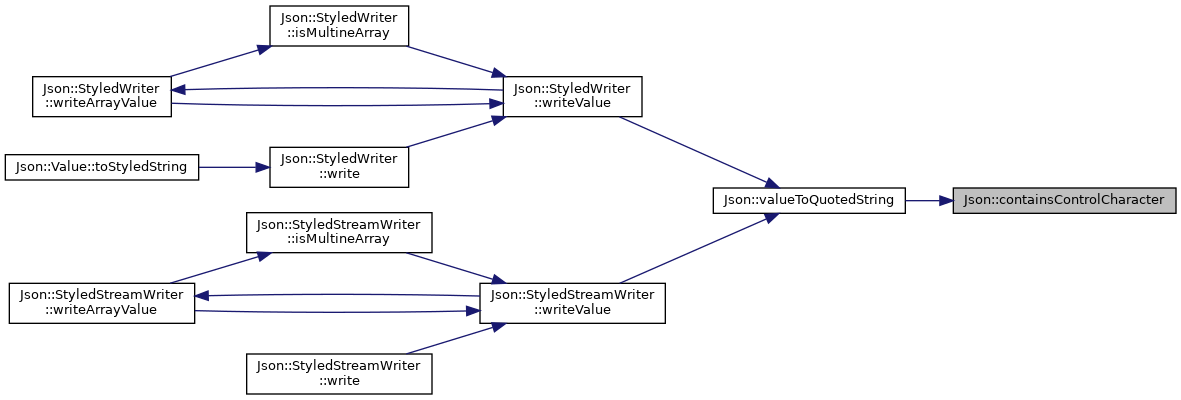 Json::StyledWriter
::isMultineArray
Json::StyledWriter
::writeArrayValue
Json::StyledWriter
::writeValue
Json::Value::toStyledString
Json::StyledWriter
::write
Json::valueToQuotedString
Json::containsControlCharacter
Json::StyledStreamWriter
::isMultineArray
Json::StyledStreamWriter
::writeArrayValue
Json::StyledStreamWriter
::writeValue
Json::StyledStreamWriter
::write